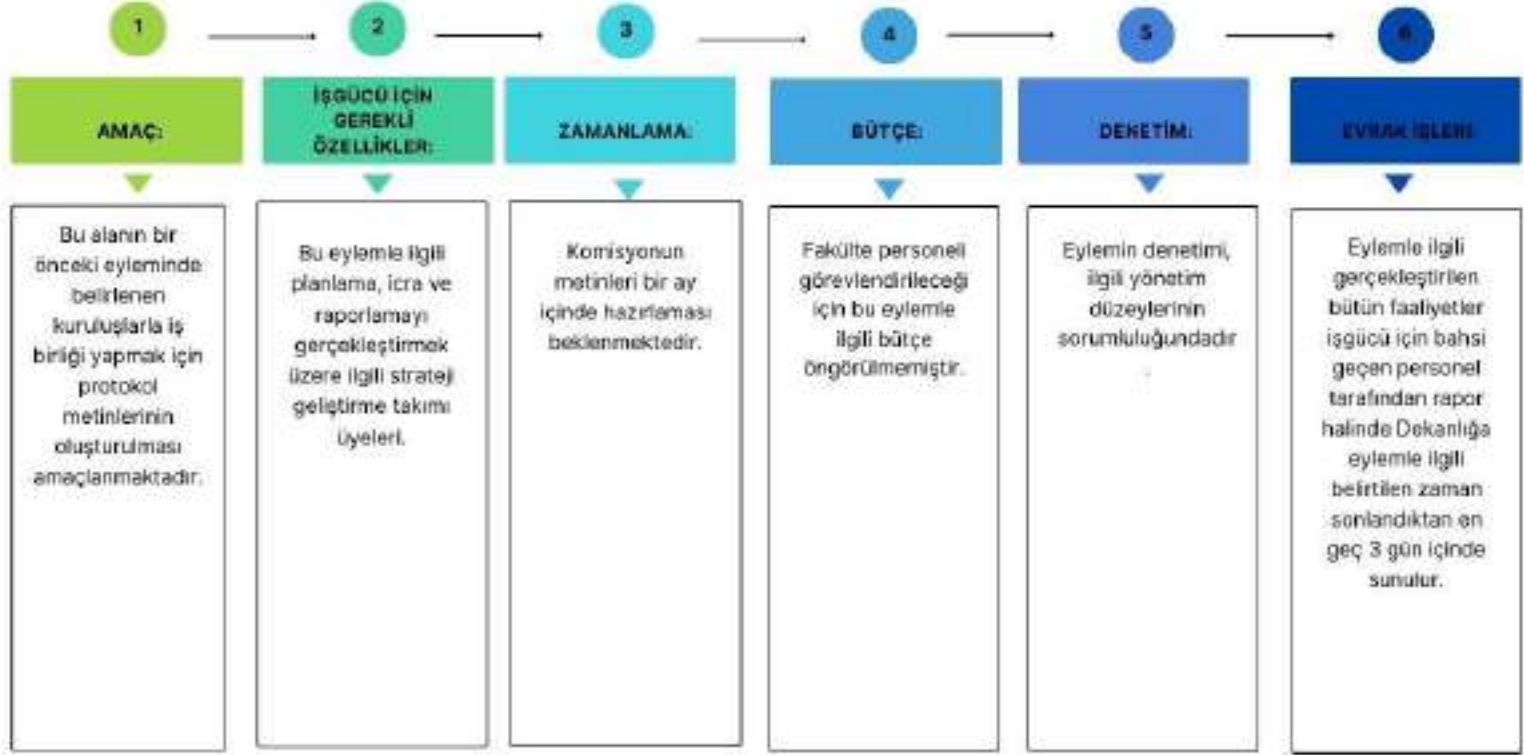 1
2
3
4
5
6
AMAÇ:
İŞGÜCÜ İÇİN
GEREKLİ
ÖZELLİKLER:
ZAMANLAMA:
BÜTÇE:
DENETİM:
EVRAK İŞLERİ:
Bu alanın bir
önceki eyleminde
belirlenen
kuruluşlarla iş
birliği yapmak için
protokol
metinlerinin
oluşturulması
amaçlanmaktadır.
Bu eylemle ilgili
planlama, icra ve
raporlamayı
gerçekleştirmek
üzere ilgili strateji
geliştirme takımı
üyeleri.
Komisyonun
metinleri bir ay
içinde hazırlaması
beklenmektedir.
Fakülte personeli
görevlendirileceği
için bu eylemle
ilgili bütçe
öngörülmemiştir.
Eylemin denetimi,
ilgili yönetim
düzeylerinin
sorumluluğundadır
.
Eylemle ilgili
gerçekleştirilen
bütün faaliyetler
işgücü için bahsi
geçen personel
tarafından rapor
halinde Dekanlığa
eylemle ilgili
belirtilen zaman
sonlandıktan en
geç 3 gün içinde
sunulur.